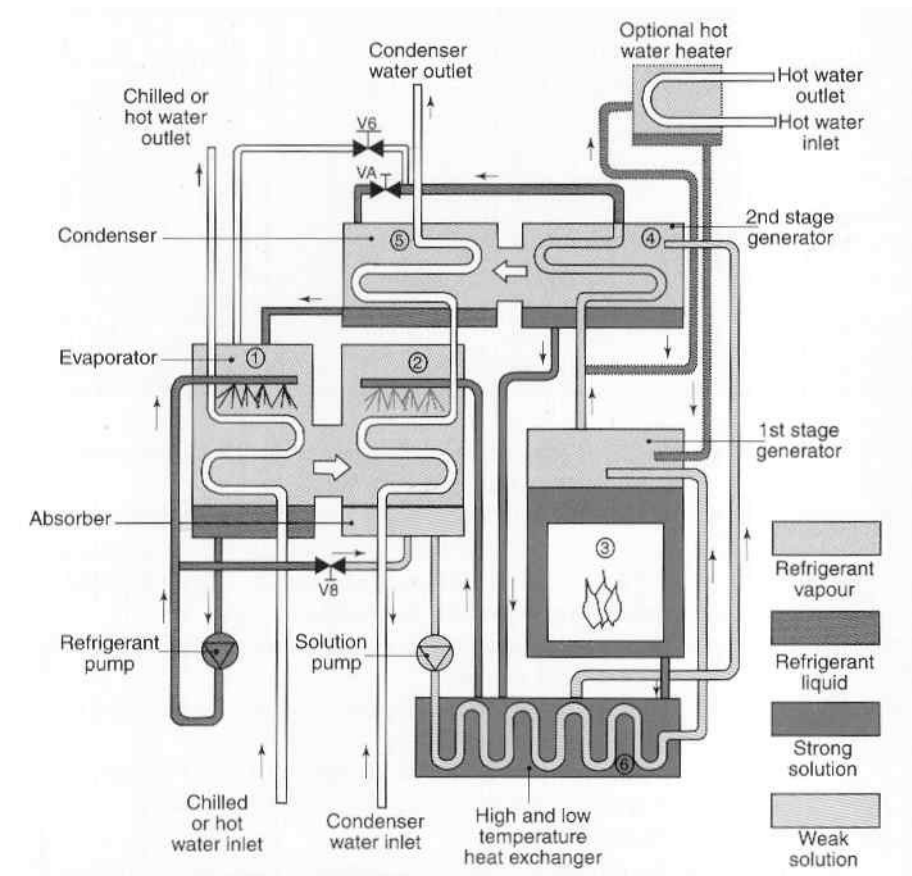 Optional hot
water heater
Condenser
water outlet
Hot water
outlet
Hot water
inlet
Chilled or
hot water
outlet
V6
VA
2nd stage
generator
Condenser
5
4
Evaporator
1
2
1st stage
generator
Absorber
3
V8
Refrigerant
vapour
Refrigerant
pump
Solution
pump
Refrigerant
liquid
Strong
solution
6
Chilled
or hot
water inlet
Condenser
water inlet
High and low
temperature
heat exchanger
Weak
solution